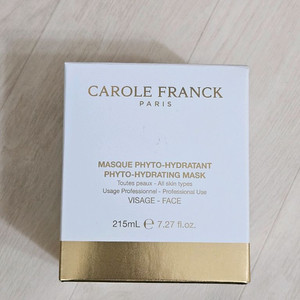 CAROLE FRANCK
PARIS
MASQUE PHYTO-HYDRATANT
PHYTO-HYDRATING MASK
Toutes peaux - All skin types
Usage Professionnel - Professional Use
VISAGE - FACE
215mL ℮ 7.27 fl.oz.